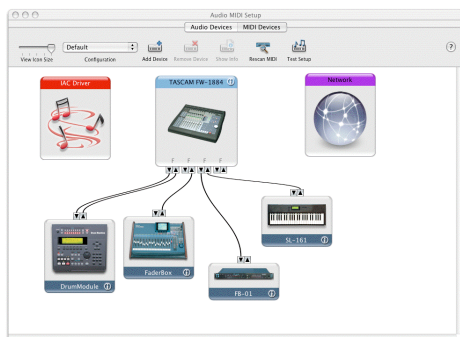 Audio MIDI Setup
Audio Devices MIDI Devices
Default
View Icon Size Configuration Add Device Remove Device Show Info Rescan MIDI Test Setup
?
IAC Driver
TASCAM FW-1884
Network
DrumModule
FaderBox
FB-01
SL-161